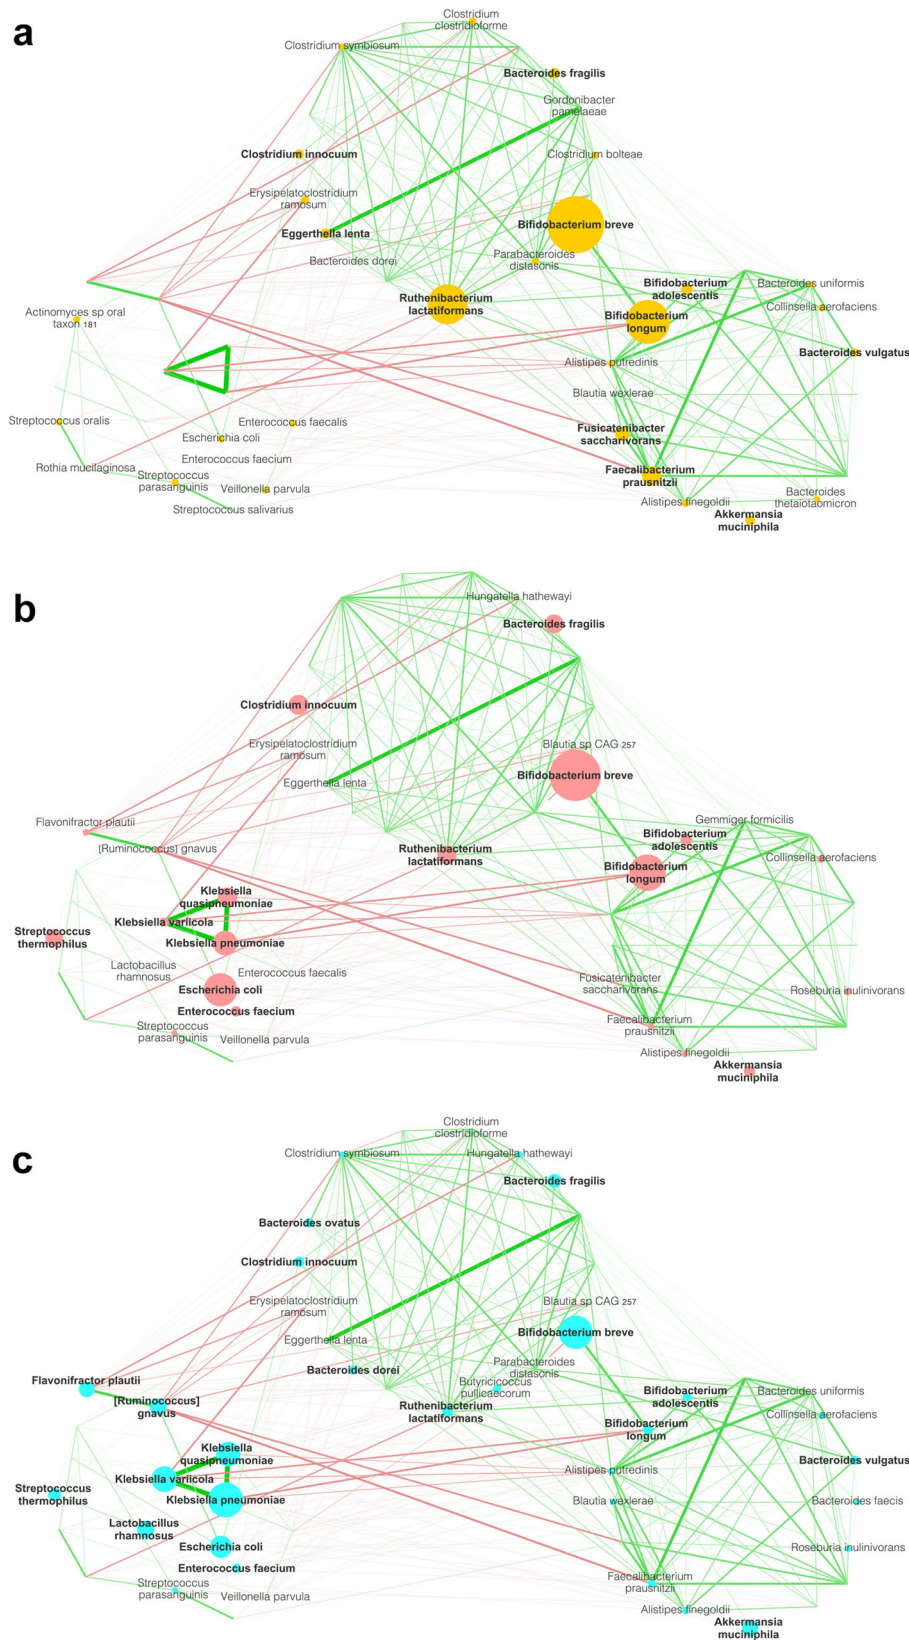 a
Clostridium
clostridioforme
Clostridium symbiosum
Bacteroides fragilis
Gordonibacter
pamelaeae
Clostridium innocuum
Clostridium bolteae
Erysipelatoclostridium
ramosum
Bifidobacterium breve
Eggerthella lenta
Bacteroides dorei
Parabacteroides
distasonis
Ruthenibacterium
lactatiformans
Bifidobacterium
adolescentis
Bacteroides uniformis
Collinsella aerofaciens
Actinomyces sp oral
taxon 181
Bifidobacterium
longum
Bacteroides vulgatus
Alistipes putredinis
Blautia wexlerae
Streptococcus oralis
Enterococcus faecalis
Escherichia coli
Fusicatenibacter
saccharivorans
Enterococcus faecium
Rothia mucilaginosa
Streptococcus
parasanguinis
Veillonella parvula
Faecalibacterium
prausnitzii
Streptococcus salivarius
Alistipes finegoldii
Bacteroides
thetaiotaomicron
Akkermansia
muciniphila
b
Hungatella hathewayi
Bacteroides fragilis
Clostridium innocuum
Erysipelatoclostridium
ramosum
Blautia sp CAG 257
Bifidobacterium breve
Eggerthella lenta
Flavonifractor plautii
[Ruminococcus] gnavus
Gemmiger formicilis
Ruthenibacterium
lactatiformans
Bifidobacterium
adolescentis
Collinsella aerofaciens
Bifidobacterium
longum
Klebsiella
quasipneumoniae
Klebsiella variicola
Streptococcus
thermophilus
Klebsiella pneumoniae
Lactobacillus
rhamnosus
Enterococcus faecalis
Escherichia coli
Fusicatenibacter
saccharivorans
Roseburia inulinivorans
Enterococcus faecium
Streptococcus
parasanguinis
Veillonella parvula
Faecalibacterium
prausnitzii
Alistipes finegoldii
Akkermansia
muciniphila
c
Clostridium
clostridioforme
Clostridium symbiosum
Hungatella hathewayi
Bacteroides fragilis
Bacteroides ovatus
Clostridium innocuum
Erysipelatoclostridium
ramosum
Blautia sp CAG 257
Bifidobacterium breve
Eggerthella lenta
Bacteroides dorei
Parabacteroides
distasonis
Flavonifractor plautii
Butyricicoccus
pullicaecorum
[Ruminococcus]
gnavus
Ruthenibacterium
lactatiformans
Bifidobacterium
adolescentis
Bacteroides uniformis
Collinsella aerofaciens
Bifidobacterium
longum
Klebsiella
quasipneumoniae
Klebsiella variicola
Alistipes putredinis
Bacteroides vulgatus
Streptococcus
thermophilus
Klebsiella pneumoniae
Blautia wexlerae
Bacteroides faecis
Lactobacillus
rhamnosus
Escherichia coli
Roseburia inulinivorans
Enterococcus faecium
Streptococcus
parasanguinis
Veillonella parvula
Faecalibacterium
prausnitzii
Alistipes finegoldii
Akkermansia
muciniphila